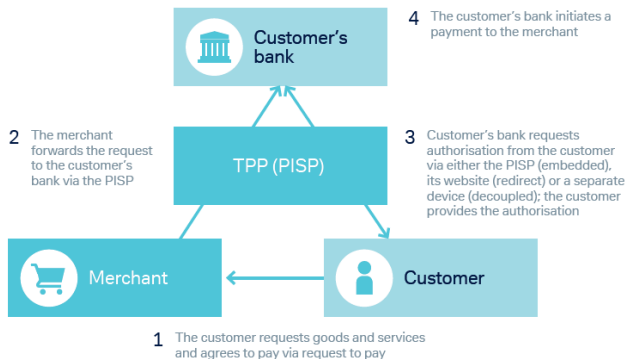 Customer's
bank
4 The customer's bank initiates a
payment to the merchant
2 The merchant
forwards the request
to the customer's
bank via the PISP
TPP (PISP)
3 Customer's bank requests
authorisation from the customer
via either the PISP (embedded),
its website (redirect) or a separate
device (decoupled); the customer
provides the authorisation
Merchant
Customer
1 The customer requests goods and services
and agrees to pay via request to pay